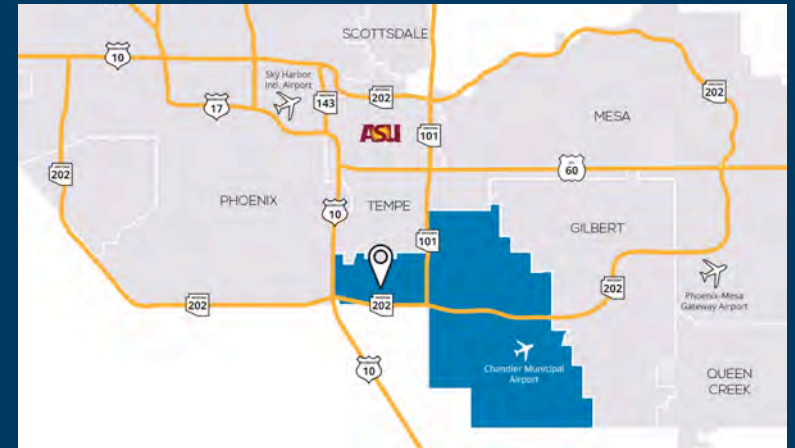 SCOTTSDALE
10
Sky Harbor
Intl. Airport
202
17
143
202
ASU
MESA
101
60
202
PHOENIX
10
TEMPE
101
GILBERT
202
202
202
Phoenix-Mesa
Gateway Airport
10
Chandler Municipal
Airport
QUEEN
CREEK